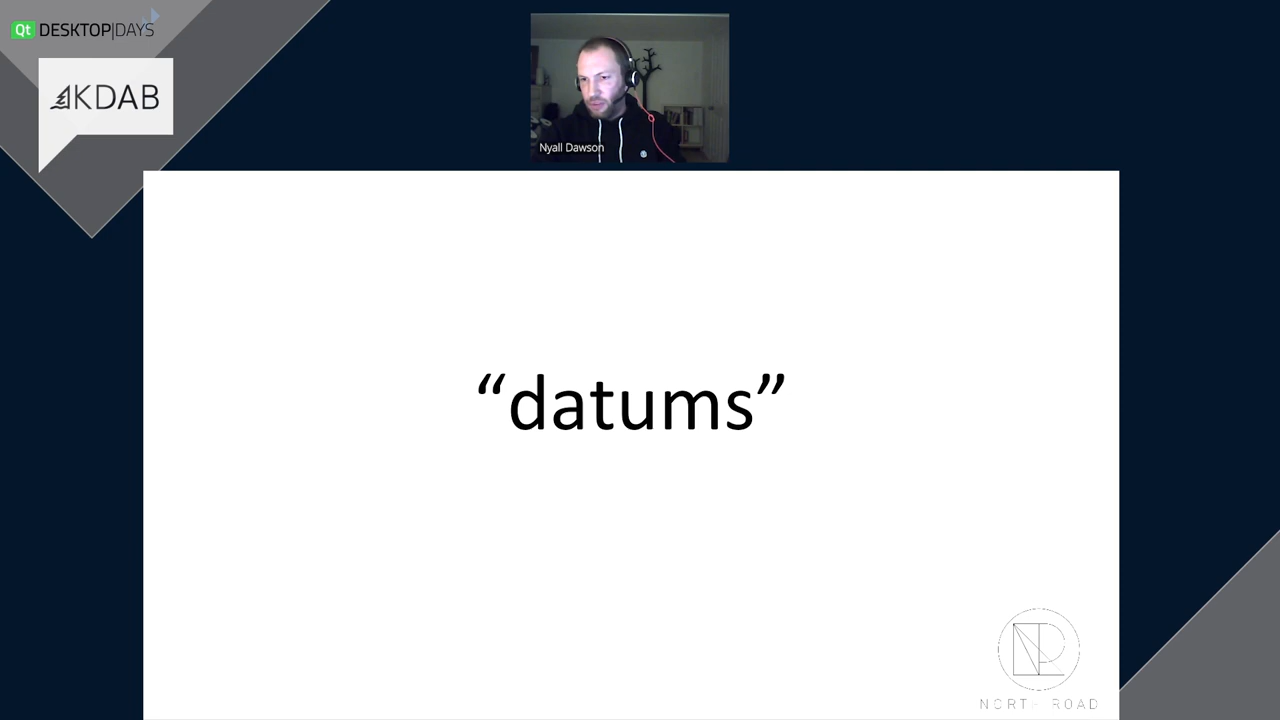 Qt DESKTOP|DAYS
KDAB
Nyall Dawson
“datums”
NORTH ROAD